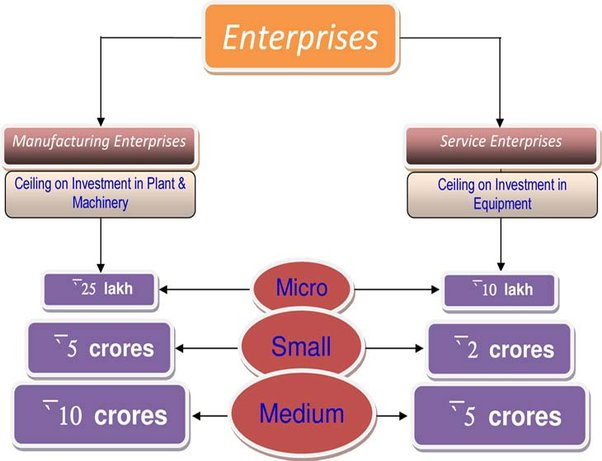 Enterprises
Manufacturing Enterprises
Service Enterprises
Ceiling on Investment in Plant &
Machinery
Ceiling on Investment in
Equipment
`25 lakh
Micro
`10 lakh
`5 crores
Small
`2 crores
`10 crores
Medium
`5 crores